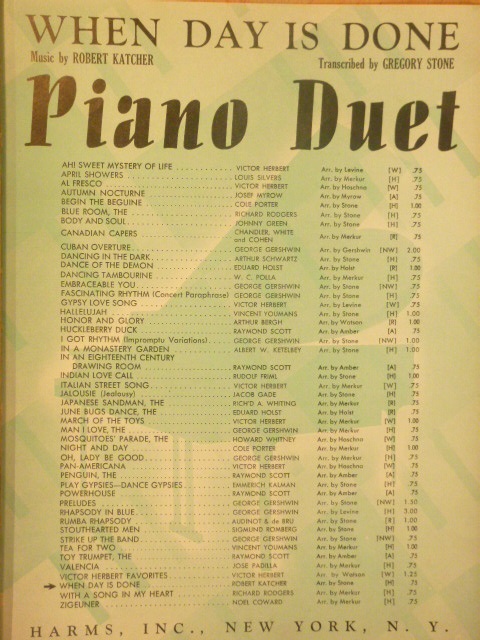 WHEN DAY IS DONE
Music by ROBERT KATCHER Transcribed by GREGORY STONE
Piano Duet
AH! SWEET MYSTERY OF LIFE VICTOR HERBERT Arr. by Levine [W] .75
APRIL SHOWERS LOUIS SILVERS Arr. by Merkur [H] .75
AL FRESCO VICTOR HERBERT Arr. by Haschna [W] .75
AUTUMN NOCTURNE JOSEF MYROW Arr. by Myrow [A] .75
BEGIN THE BEGUINE COLE PORTER Arr. by Stone [H] 1.00
BLUE ROOM, THE RICHARD RODGERS Arr. by Stone [H] .75
BODY AND SOUL JOHNNY GREEN Arr. by Stone [H] .75
CANADIAN CAPERS CHANDLER, WHITE and COHEN Arr. by Merkur [R] .75
CUBAN OVERTURE GEORGE GERSHWIN Arr. by Gershwin [NW] 2.00
DANCING IN THE DARK ARTHUR SCHWARTZ Arr. by Stone [H] .75
DANCE OF THE DEMON EDUARD HOLST Arr. by Holst [R] 1.00
DANCING TAMBOURINE W. C. POLLA Arr. by Merkur [H] .75
EMBRACEABLE YOU GEORGE GERSHWIN Arr. by Stone [NW] .75
FASCINATING RHYTHM (Concert Paraphrase) GEORGE GERSHWIN Arr. by Stone [H] .75
GYPSY LOVE SONG VICTOR HERBERT Arr. by Levine [W] .75
HALLELUJAH VINCENT YOUMANS Arr. by Stone [H] 1.00
HONOR AND GLORY ARTHUR BERGH Arr. by Watson [R] 1.00
HUCKLEBERRY DUCK RAYMOND SCOTT Arr. by Amber [A] .75
I GOT RHYTHM (Impromptu Variations) GEORGE GERSHWIN Arr. by Stone [NW] 1.00
IN A MONASTERY GARDEN ALBERT W. KETELBEY Arr. by Stone [H] 1.00
IN AN EIGHTEENTH CENTURY
DRAWING ROOM RAYMOND SCOTT Arr. by Amber [A] .75
INDIAN LOVE CALL RUDOLF FRIML Arr. by Stone [H] 1.00
ITALIAN STREET SONG VICTOR HERBERT Arr. by Merkur [W] .75
JALOUSIE (Jealousy) JACOB GADE Arr. by Stone [H] .75
JAPANESE SANDMAN, THE RICH'D A. WHITING Arr. by Merkur [R] .75
JUNE BUGS DANCE, THE EDUARD HOLST Arr. by Holst [R] .75
MARCH OF THE TOYS VICTOR HERBERT Arr. by Merkur [W] 1.00
MAN I LOVE, THE GEORGE GERSHWIN Arr. by Merkur [H] .75
MOSQUITOES' PARADE, THE HOWARD WHITNEY Arr. by Haschna [W] .75
NIGHT AND DAY COLE PORTER Arr. by Merkur [H] 1.00
OH, LADY BE GOOD GEORGE GERSHWIN Arr. by Merkur [H] .75
PAN-AMERICANA VICTOR HERBERT Arr. by Haschna [W] .75
PENGUIN, THE RAYMOND SCOTT Arr. by Amber [A] .75
PLAY GYPSIES—DANCE GYPSIES EMMERICH KALMAN Arr. by Stone [H] .75
POWERHOUSE RAYMOND SCOTT Arr. by Amber [A] .75
PRELUDES GEORGE GERSHWIN Arr. by Stone [NW] 1.50
RHAPSODY IN BLUE GEORGE GERSHWIN Arr. by Levine [H] 3.00
RUMBA RHAPSODY AUDINOT & de BRU Arr. by Stone [R] 1.00
STOUTHEARTED MEN SIGMUND ROMBERG Arr. by Stone [H] 1.00
STRIKE UP THE BAND GEORGE GERSHWIN Arr. by Stone [NW] .75
TEA FOR TWO VINCENT YOUMANS Arr. by Merkur [H] 1.00
TOY TRUMPET, THE RAYMOND SCOTT Arr. by Amber [A] .75
VALENCIA JOSE PADILLA Arr. by Merkur [H] .75
VICTOR HERBERT FAVORITES VICTOR HERBERT Arr. by Watson [W] 1.25
WHEN DAY IS DONE ROBERT KATCHER Arr. by Stone [H] .75
WITH A SONG IN MY HEART RICHARD RODGERS Arr. by Merkur [H] .75
ZIGEUNER NOEL COWARD Arr. by Merkur [H] .75
HARMS, INC., NEW YORK, N. Y.